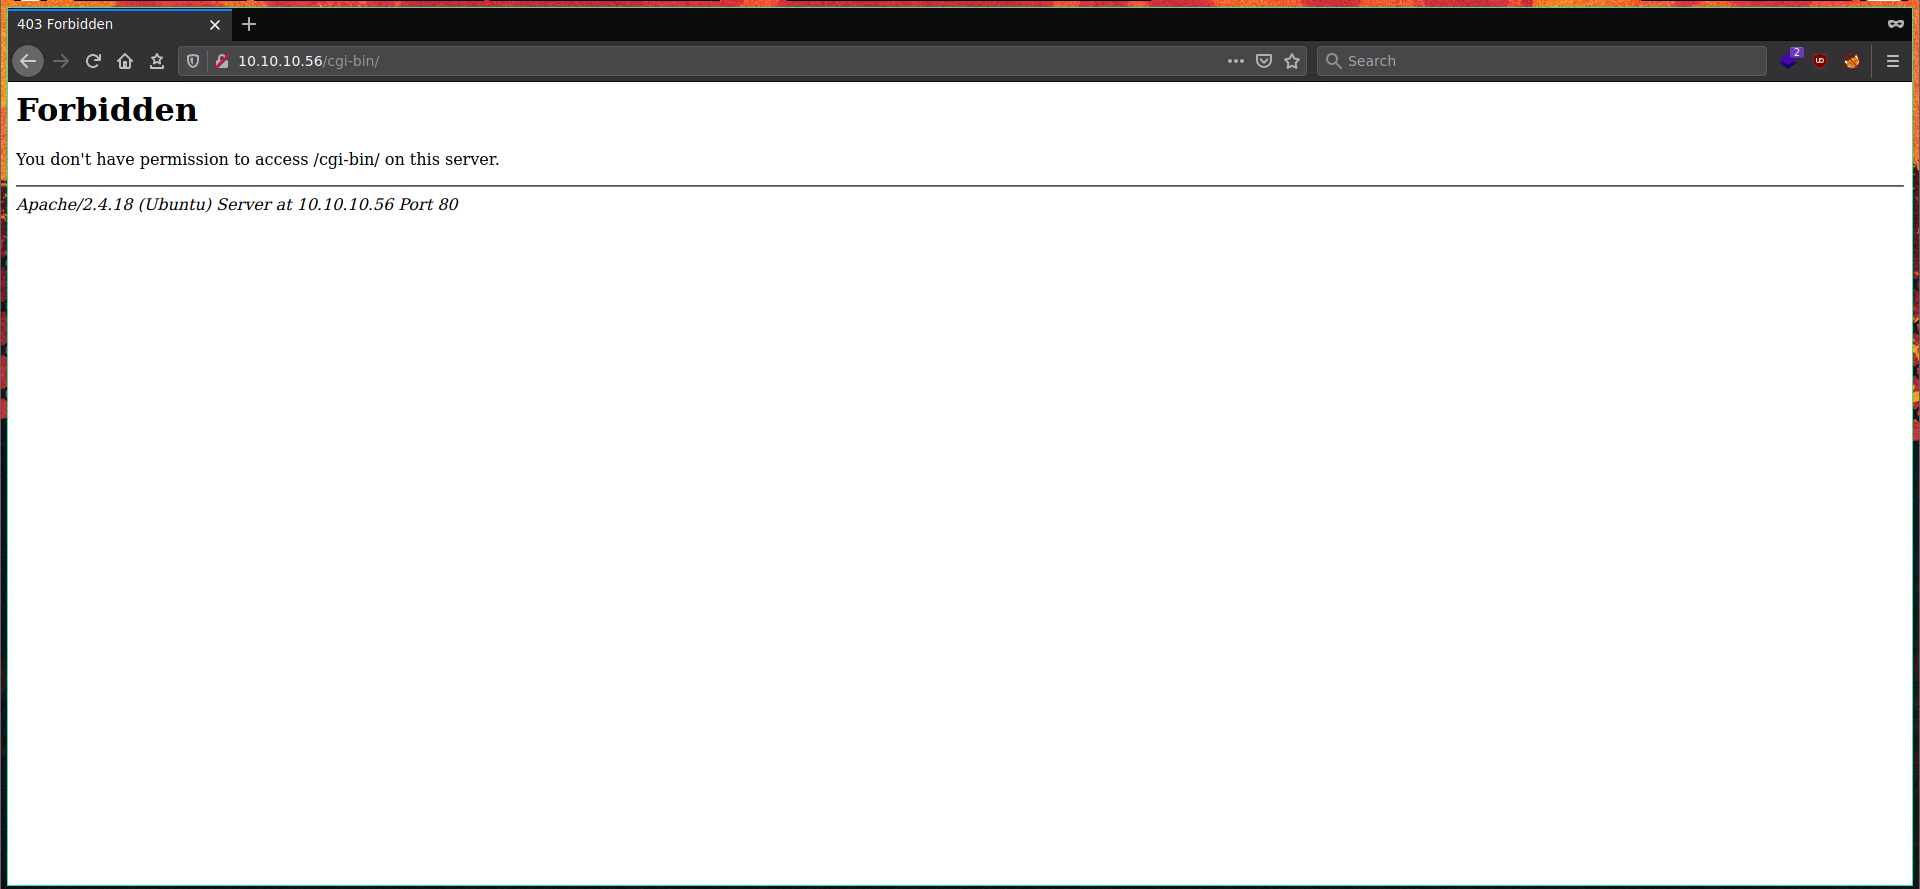 403 Forbidden
10.10.10.56/cgi-bin/
Search
2
Forbidden
You don't have permission to access /cgi-bin/ on this server.
Apache/2.4.18 (Ubuntu) Server at 10.10.10.56 Port 80